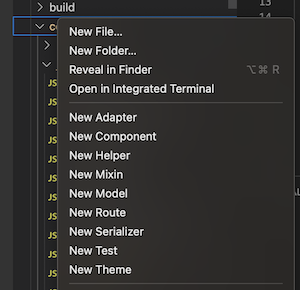 build
13
14
New File...
New Folder...
Reveal in Finder ⌥⌘ R
Open in Integrated Terminal
New Adapter
New Component
New Helper
New Mixin
New Model
New Route
New Serializer
New Test
New Theme
JS
JS
JS
JS
JS
JS
JS
JS
JS
JS